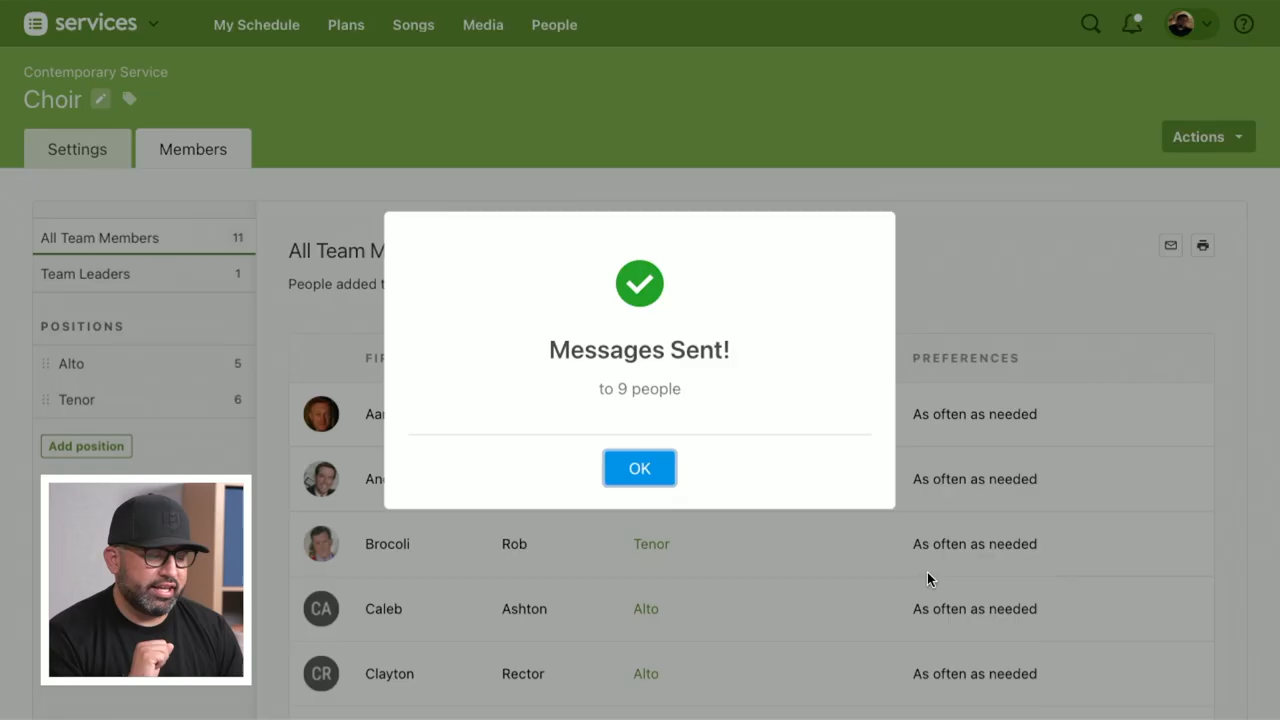 services
My Schedule
Plans
Songs
Media
People
Contemporary Service
Choir
Settings
Members
Actions
All Team Members 11
Team Leaders 1
POSITIONS
Alto 5
Tenor 6
Add position
All Team M
People added t
FI PREFERENCES
Aa As often as needed
An As often as needed
Brocoli Rob Tenor As often as needed
CA Caleb Ashton Alto As often as needed
CR Clayton Rector Alto As often as needed
Messages Sent!
to 9 people
OK